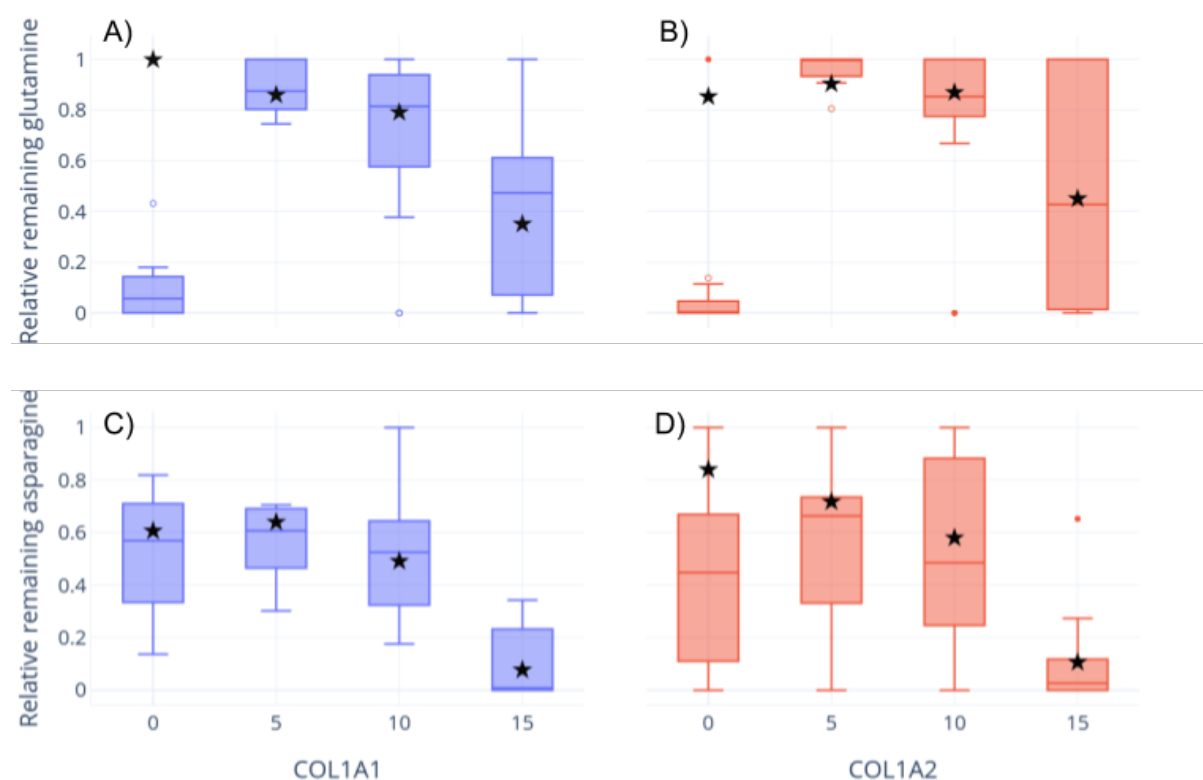 A)
B)
Relative remaining glutamine
1
0.8
0.6
0.4
0.2
0
C)
D)
Relative remaining asparagine
1
0.8
0.6
0.4
0.2
0
0 5 10 15
0 5 10 15
COL1A1
COL1A2